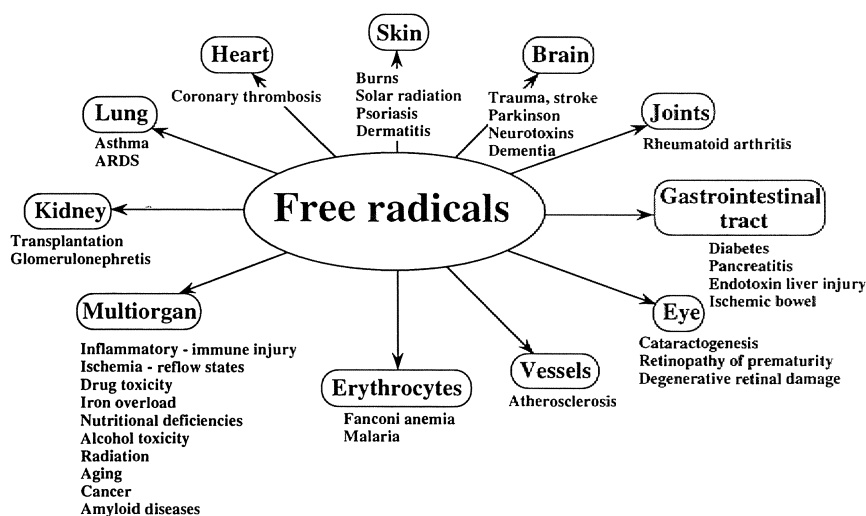 Skin
Burns
Solar radiation
Psoriasis
Dermatitis
Heart
Coronary thrombosis
Brain
Trauma, stroke
Parkinson
Neurotoxins
Dementia
Lung
Asthma
ARDS
Joints
Rheumatoid arthritis
Free radicals
Kidney
Transplantation
Glomerulonephretis
Gastrointestinal
tract
Diabetes
Pancreatitis
Endotoxin liver injury
Ischemic bowel
Multiorgan
Inflammatory - immune injury
Ischemia - reflow states
Drug toxicity
Iron overload
Nutritional deficiencies
Alcohol toxicity
Radiation
Aging
Cancer
Amyloid diseases
Erythrocytes
Fanconi anemia
Malaria
Vessels
Atherosclerosis
Eye
Cataractogenesis
Retinopathy of prematurity
Degenerative retinal damage